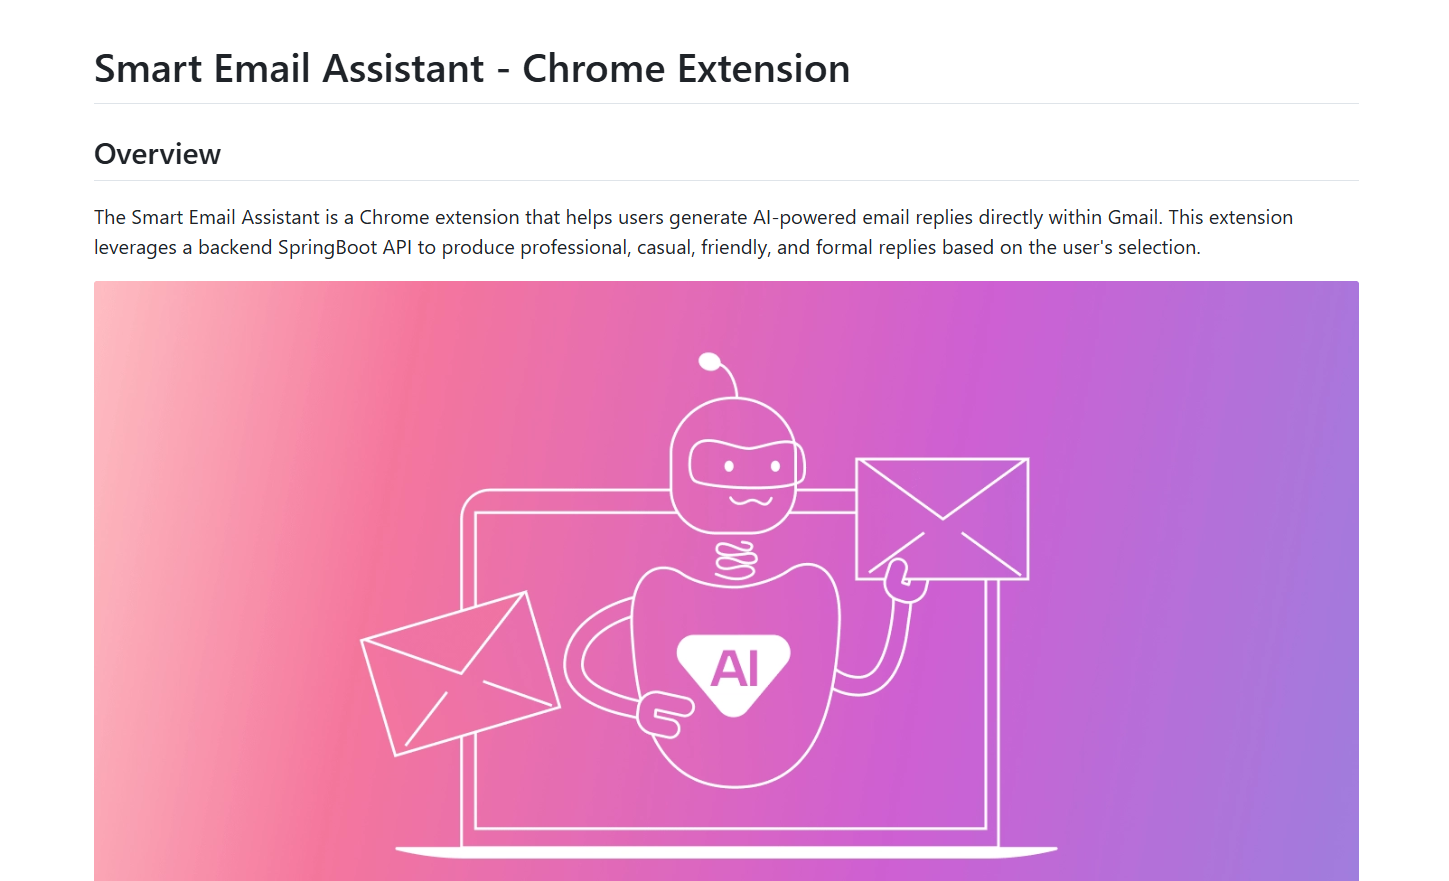 Smart Email Assistant - Chrome Extension
Overview
The Smart Email Assistant is a Chrome extension that helps users generate AI-powered email replies directly within Gmail. This extension
leverages a backend SpringBoot API to produce professional, casual, friendly, and formal replies based on the user's selection.
AI